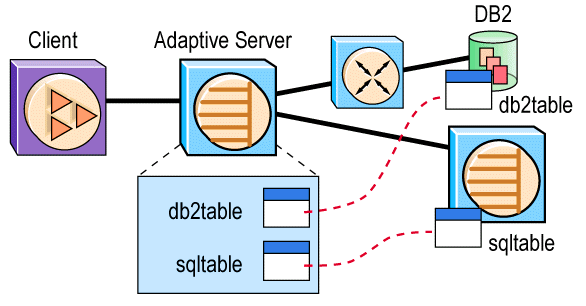 Client
Adaptive Server
DB2
db2table
db2table
sqltable
sqltable